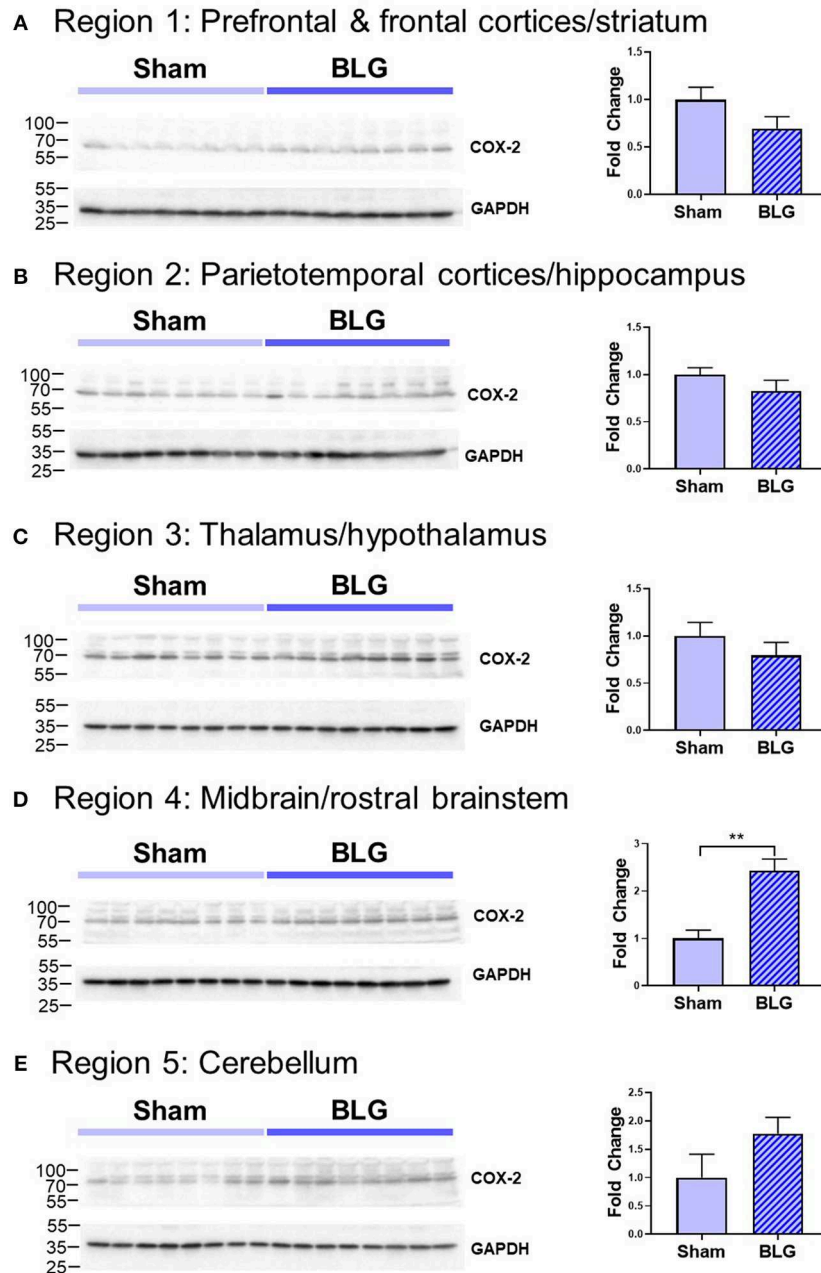 A Region 1: Prefrontal & frontal cortices/striatum
Sham BLG
100
70
55
COX-2
55
35
25
GAPDH
Fold Change
1.5
1.0
0.5
0.0
Sham BLG
B Region 2: Parietotemporal cortices/hippocampus
Sham BLG
100
70
55
COX-2
55
35
25
GAPDH
Fold Change
1.5
1.0
0.5
0.0
Sham BLG
C Region 3: Thalamus/hypothalamus
Sham BLG
100
70
55
COX-2
55
35
25
GAPDH
Fold Change
1.5
1.0
0.5
0.0
Sham BLG
D Region 4: Midbrain/rostral brainstem
Sham BLG
100
70
55
COX-2
55
35
25
GAPDH
Fold Change
3
2
1
0
**
Sham BLG
E Region 5: Cerebellum
Sham BLG
100
70
55
COX-2
55
35
25
GAPDH
Fold Change
2.5
2.0
1.5
1.0
0.5
0.0
Sham BLG